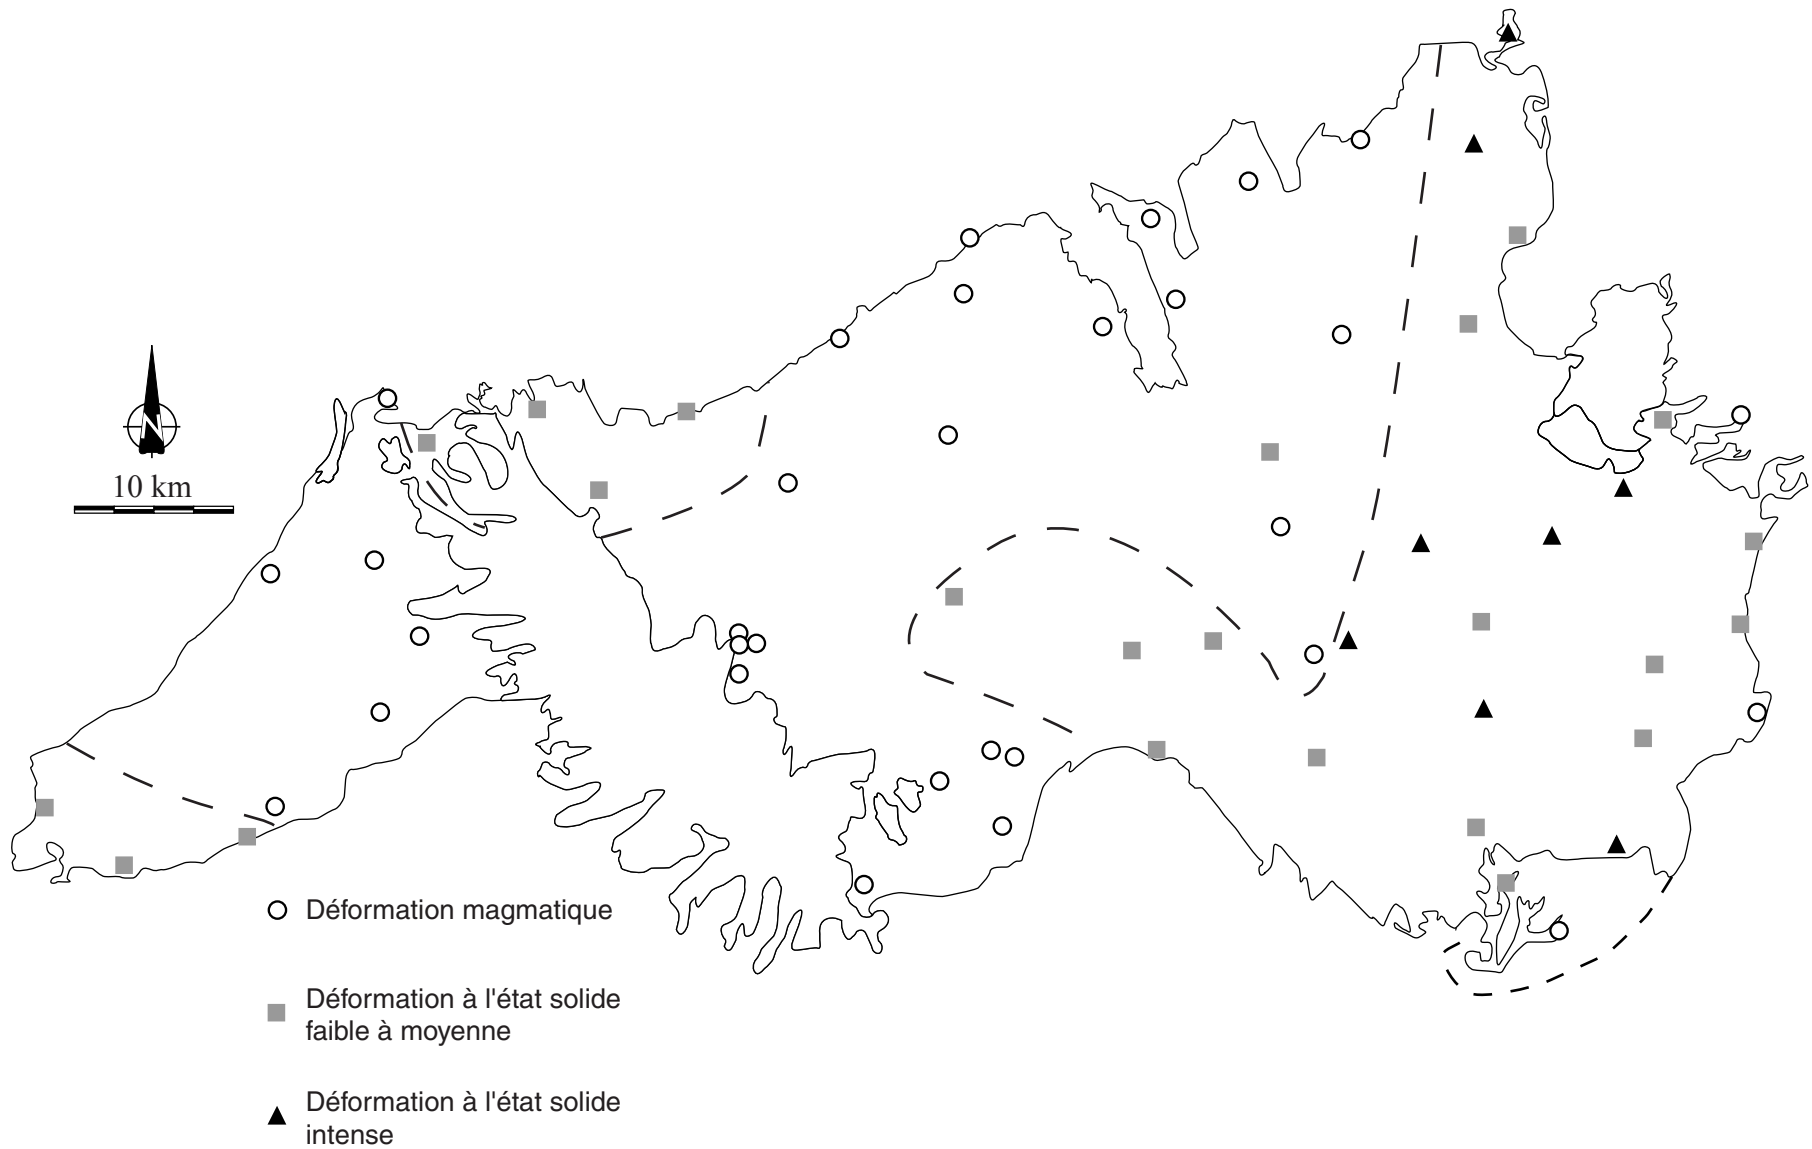 N
10 km
Déformation magmatique
Déformation à l'état solide
faible à moyenne
Déformation à l'état solide
intense